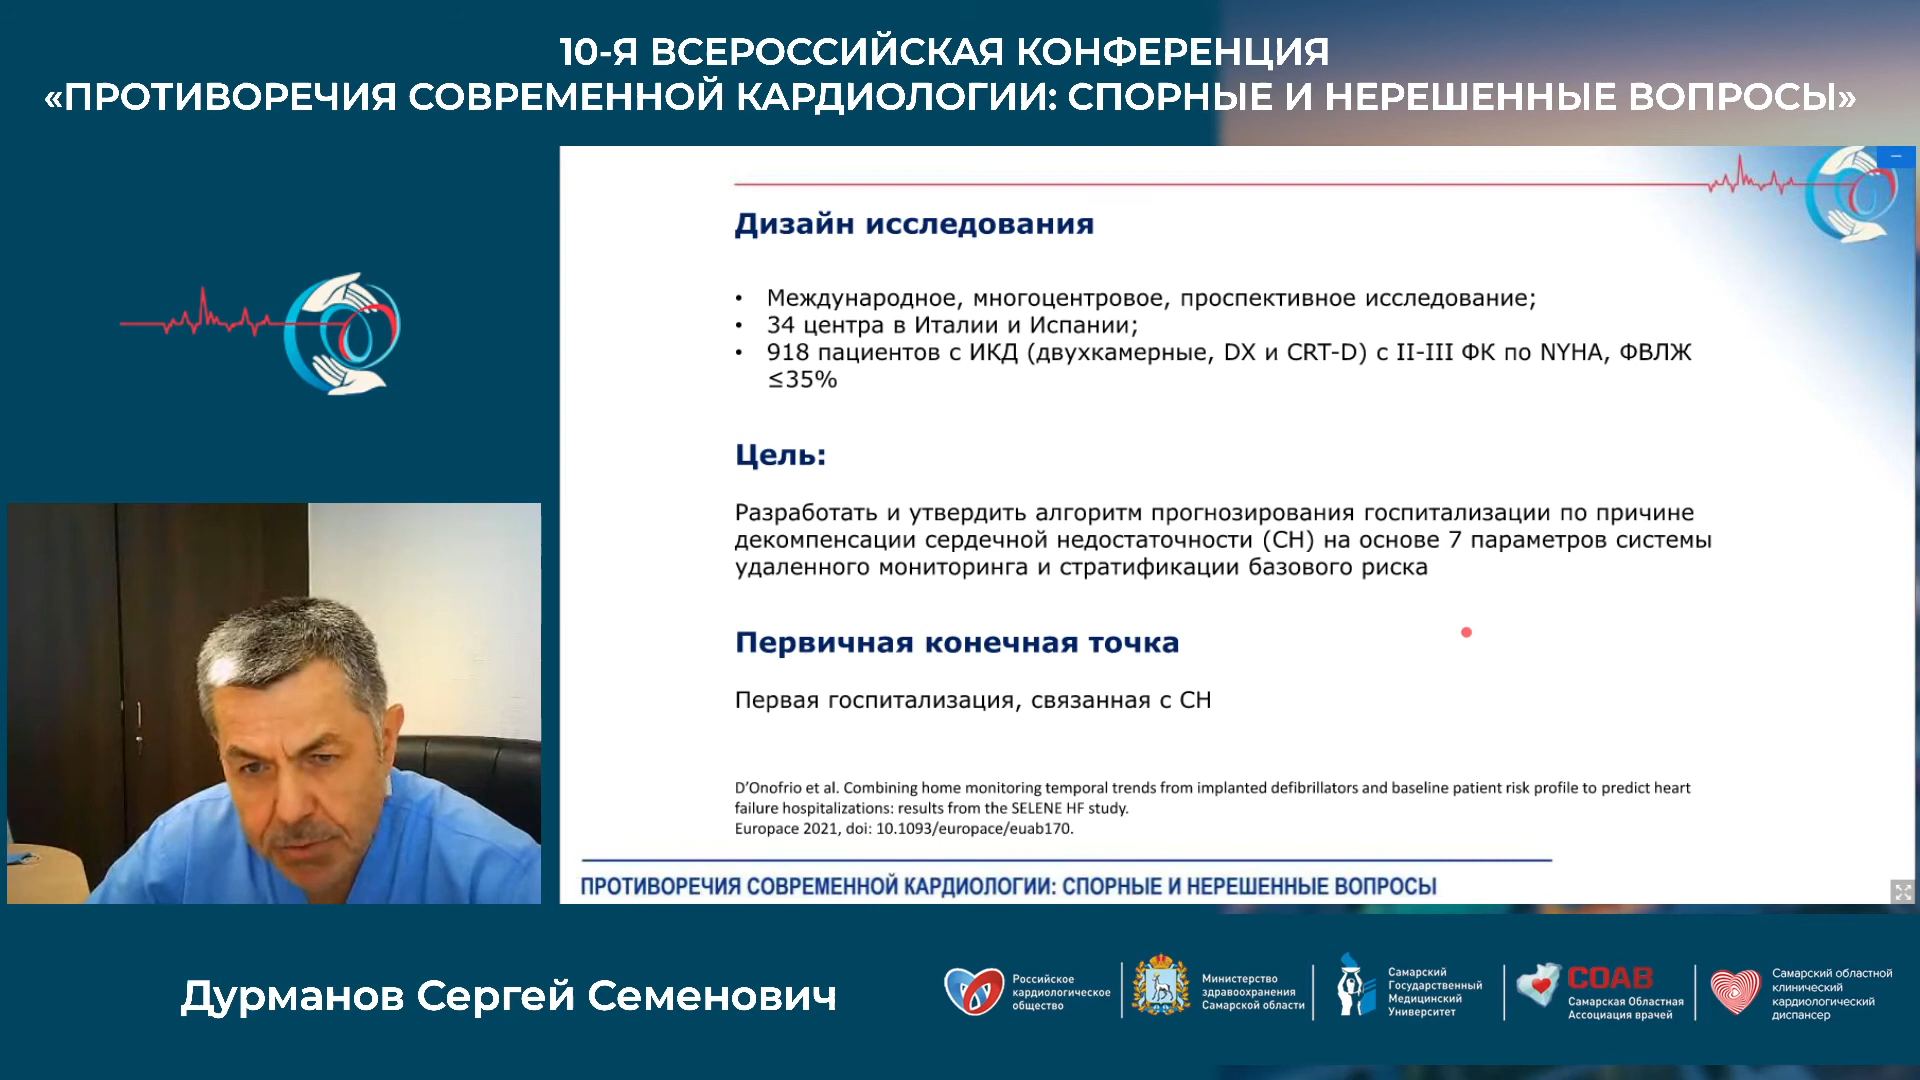 10-Я ВСЕРОССИЙСКАЯ КОНФЕРЕНЦИЯ
«ПРОТИВОРЕЧИЯ СОВРЕМЕННОЙ КАРДИОЛОГИИ: СПОРНЫЕ И НЕРЕШЕННЫЕ ВОПРОСЫ»
Дизайн исследования
• Международное, многоцентровое, проспективное исследование;
• 34 центра в Италии и Испании;
• 918 пациентов с ИКД (двухкамерные, DX и CRT-D) с II-III ФК по NYHA, ФВЛЖ
≤35%
Цель:
Разработать и утвердить алгоритм прогнозирования госпитализации по причине
декомпенсации сердечной недостаточности (СН) на основе 7 параметров системы
удаленного мониторинга и стратификации базового риска
Первичная конечная точка
Первая госпитализация, связанная с СН
D’Onofrio et al. Combining home monitoring temporal trends from implanted defibrillators and baseline patient risk profile to predict heart
failure hospitalizations: results from the SELENE HF study.
Europace 2021, doi: 10.1093/europace/euab170.
ПРОТИВОРЕЧИЯ СОВРЕМЕННОЙ КАРДИОЛОГИИ: СПОРНЫЕ И НЕРЕШЕННЫЕ ВОПРОСЫ
Дурманов Сергей Семенович
Российское
кардиологическое
общество
Министерство
здравоохранения
Самарской области
Самарский
Государственный
Медицинский
Университет
СОАВ
Самарская Областная
Ассоциация врачей
Самарский областной
клинический
кардиологический
диспансер